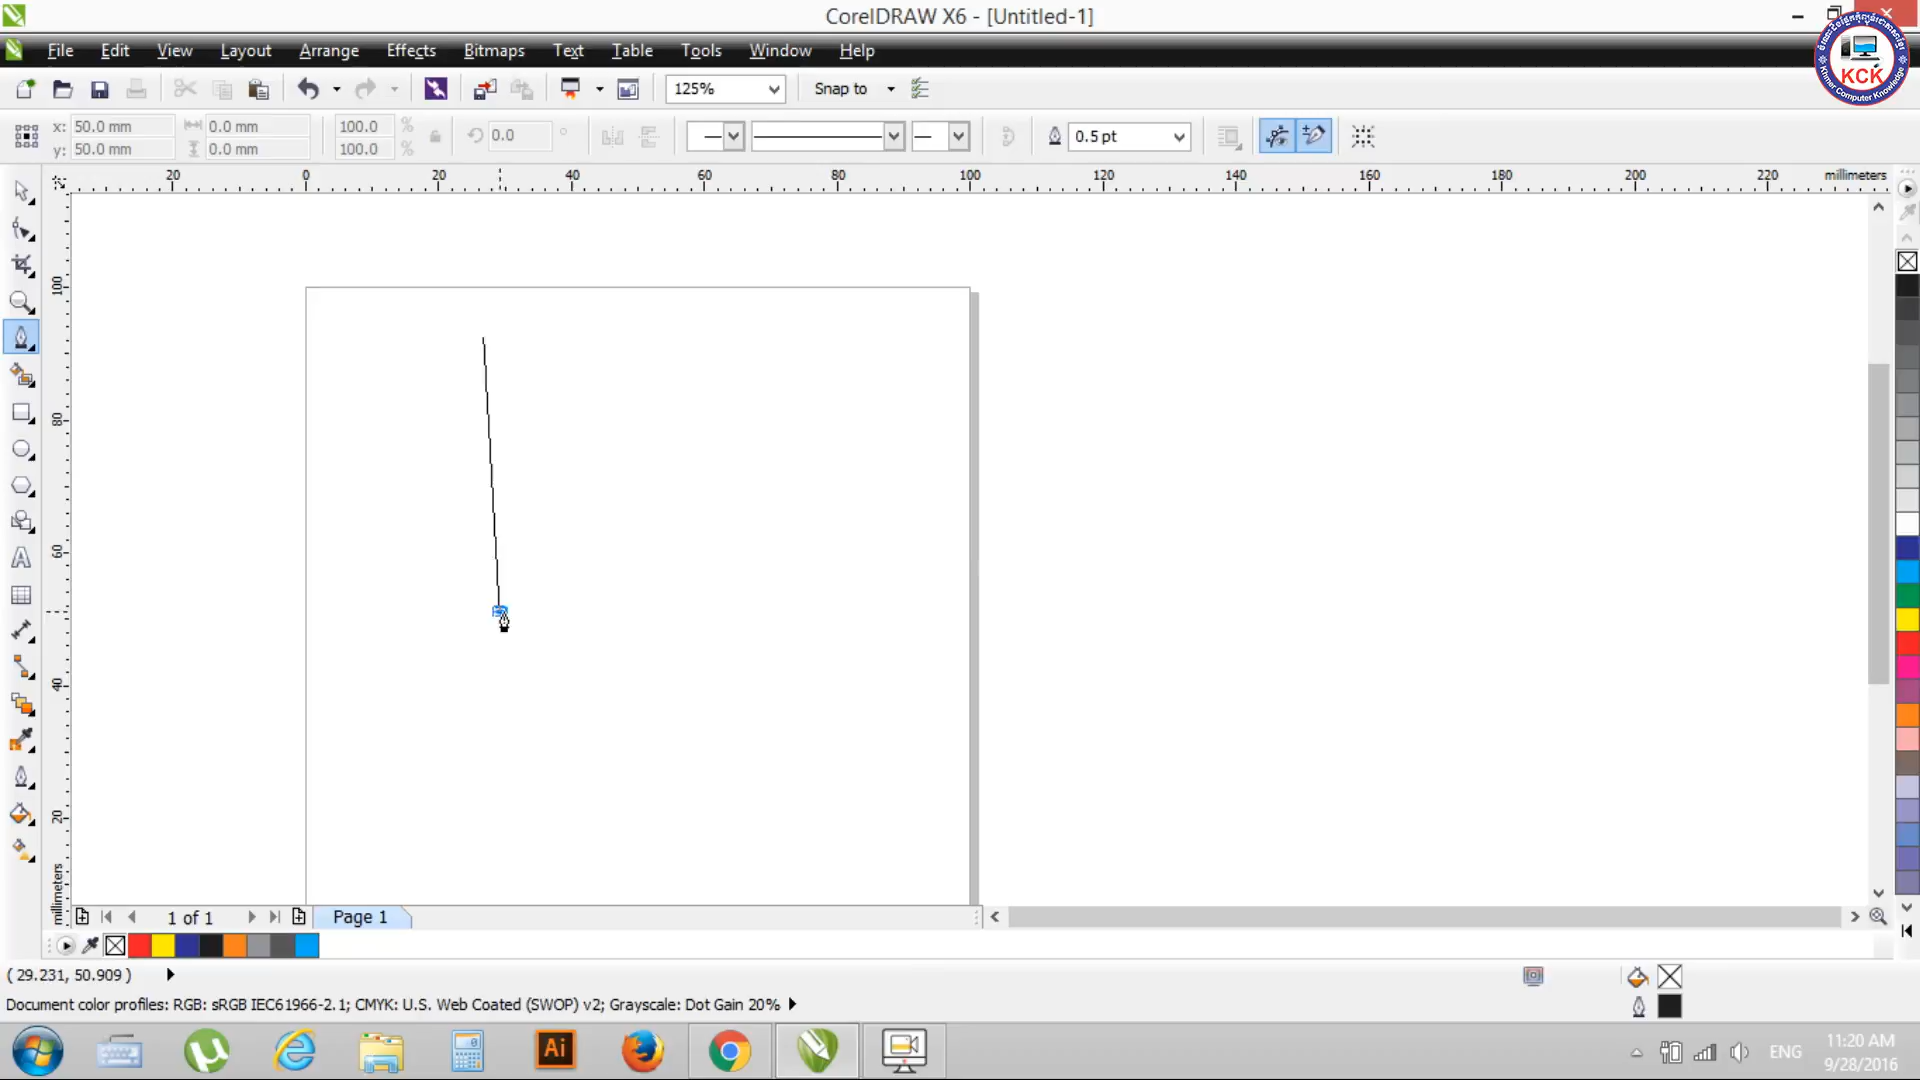 CorelDRAW X6 - [Untitled-1]
File Edit View Layout Arrange Effects Bitmaps Text Table Tools Window Help
KCK
Khmer Computer Knowledge
125% Snap to
x: 50.0 mm 0.0 mm 100.0 % 0.0 ° 0.5 pt
y: 50.0 mm 0.0 mm 100.0 %
20 0 20 40 60 80 100 120 140 160 180 200 220 millimeters
100
80
60
40
20
millimeters
1 of 1 Page 1
( 29.231, 50.909 )
Document color profiles: RGB: sRGB IEC61966-2.1; CMYK: U.S. Web Coated (SWOP) v2; Grayscale: Dot Gain 20%
Ai
ENG
11:20 AM
9/28/2016